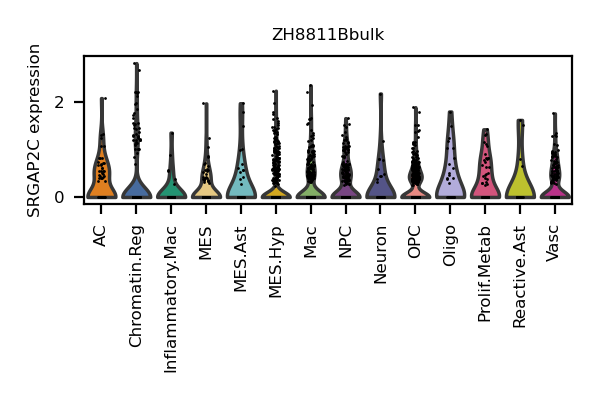 ZH8811Bbulk
SRGAP2C expression
2
0
AC
Chromatin.Reg
Inflammatory.Mac
MES
MES.Ast
MES.Hyp
Mac
NPC
Neuron
OPC
Oligo
Prolif.Metab
Reactive.Ast
Vasc